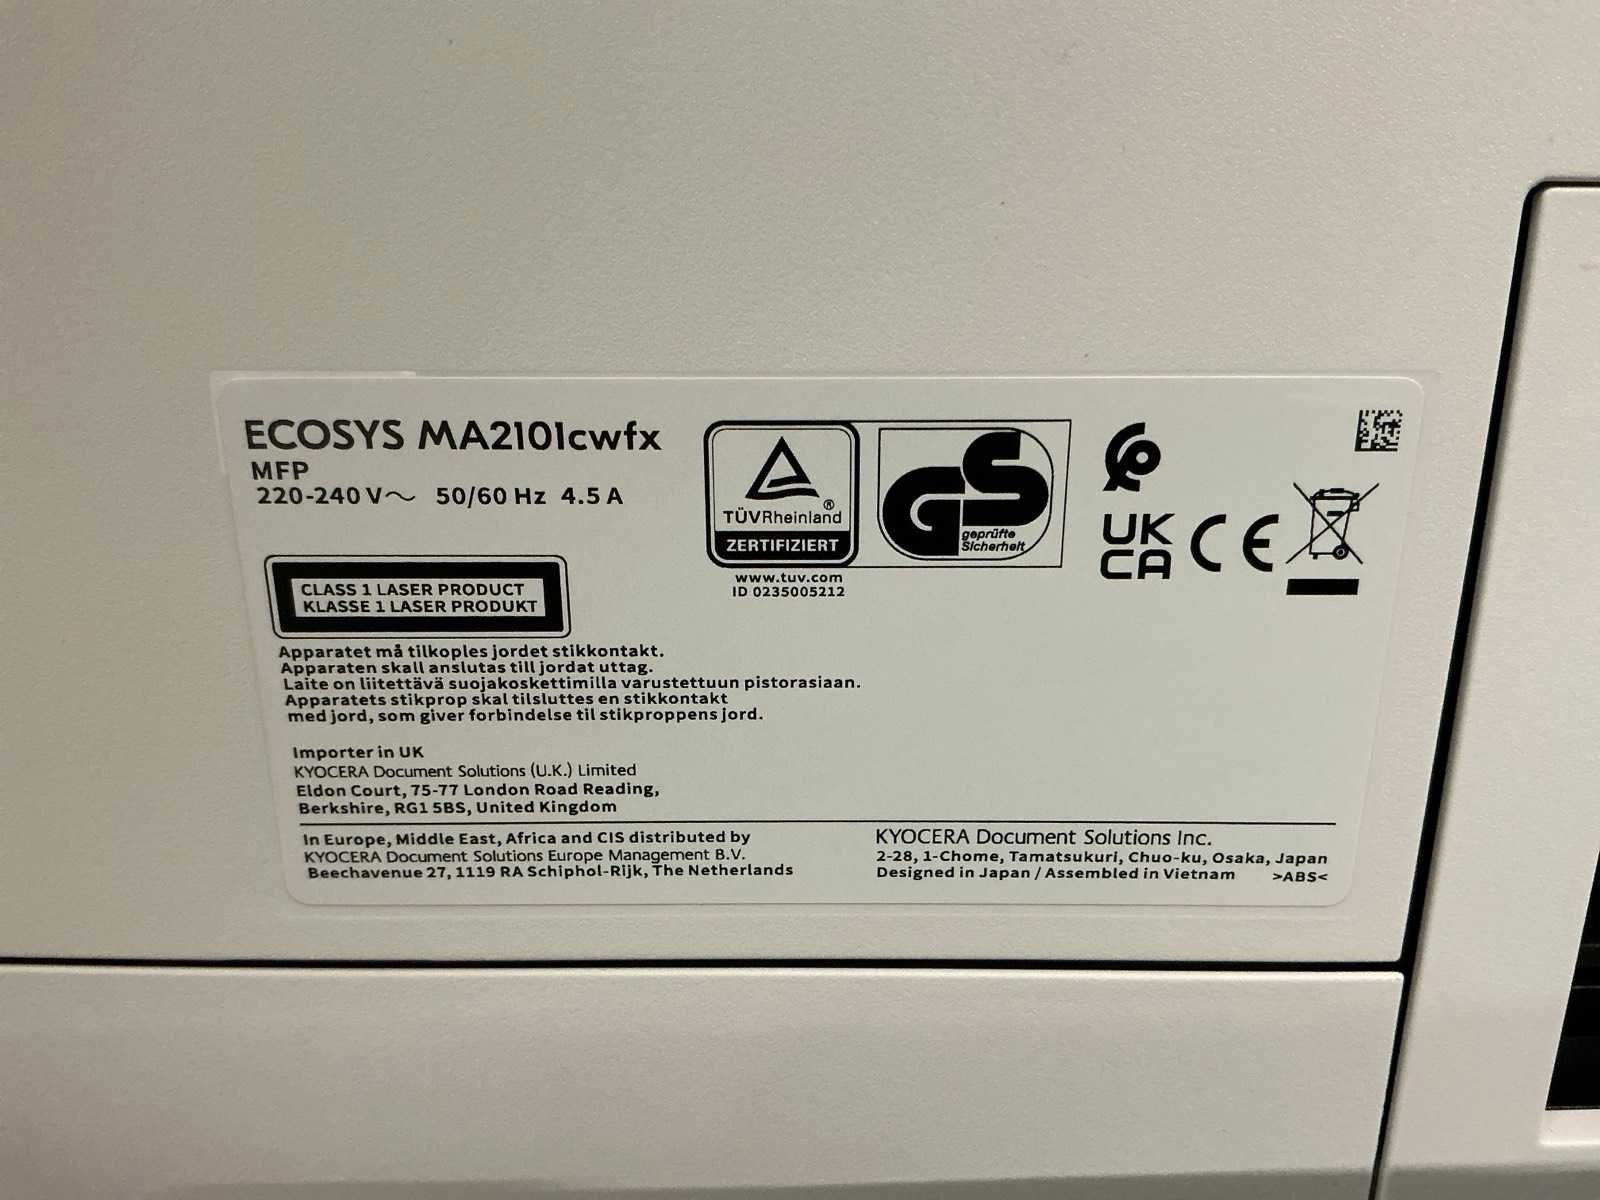 ECOSYS MA2101cwfx
MFP
220-240 V~ 50/60 Hz 4.5 A
TÜVRheinland®
ZERTIFIZIERT
www.tuv.com
ID 0235005212
GS
geprüfte
Sicherheit
UK
CA
CE
CLASS 1 LASER PRODUCT
KLASSE 1 LASER PRODUKT
Apparatet må tilkoples jordet stikkontakt.
Apparaten skall anslutas till jordat uttag.
Laite on liitettävä suojakoskettimilla varustettuun pistorasiaan.
Apparatets stikprop skal tilsluttes en stikkontakt
med jord, som giver forbindelse til stikproppens jord.
Importer in UK
KYOCERA Document Solutions (U.K.) Limited
Eldon Court, 75-77 London Road Reading,
Berkshire, RG1 5BS, United Kingdom
In Europe, Middle East, Africa and CIS distributed by
KYOCERA Document Solutions Europe Management B.V.
Beechavenue 27, 1119 RA Schiphol-Rijk, The Netherlands
KYOCERA Document Solutions Inc.
2-28, 1-Chome, Tamatsukuri, Chuo-ku, Osaka, Japan
Designed in Japan / Assembled in Vietnam >ABS<